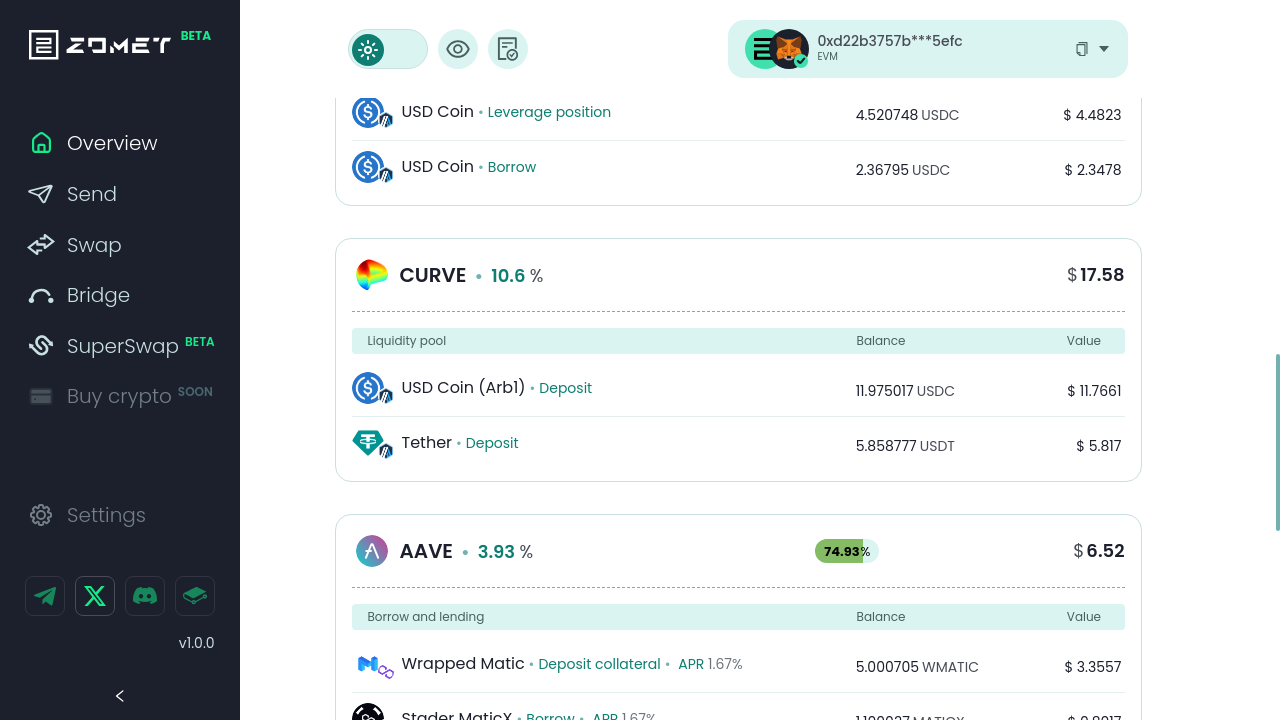 ZOMET BETA
Overview
Send
Swap
Bridge
SuperSwap BETA
Buy crypto SOON
Settings
v1.0.0
0xd22b3757b***5efc
EVM
USD Coin • Leverage position 4.520748 USDC $ 4.4823
USD Coin • Borrow 2.36795 USDC $ 2.3478
CURVE • 10.6 % $ 17.58
Liquidity pool Balance Value
USD Coin (Arb1) • Deposit 11.975017 USDC $ 11.7661
Tether • Deposit 5.858777 USDT $ 5.817
AAVE • 3.93 % 74.93% $ 6.52
Borrow and lending Balance Value
Wrapped Matic • Deposit collateral • APR 1.67% 5.000705 WMATIC $ 3.3557
Stader MaticX • Borrow • APR 1.67%